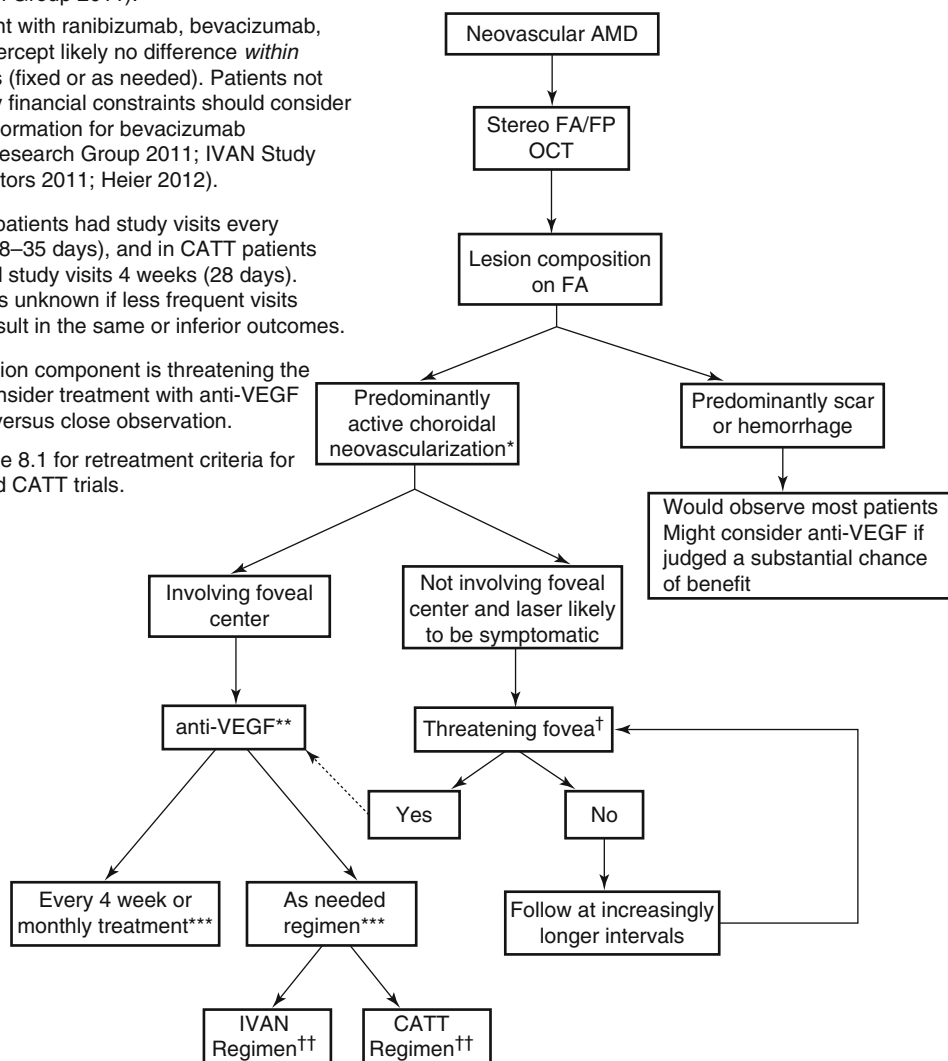 n Group 2011).
nt with ranibizumab, bevacizumab,
ercept likely no difference within
s (fixed or as needed). Patients not
y financial constraints should consider
formation for bevacizumab
esearch Group 2011; IVAN Study
tors 2011; Heier 2012).
patients had study visits every
8–35 days), and in CATT patients
d study visits 4 weeks (28 days).
s unknown if less frequent visits
sult in the same or inferior outcomes.
ion component is threatening the
nsider treatment with anti-VEGF
versus close observation.
e 8.1 for retreatment criteria for
d CATT trials.
Neovascular AMD
Stereo FA/FP
OCT
Lesion composition
on FA
Predominantly
active choroidal
neovascularization*
Predominantly scar
or hemorrhage
Would observe most patients
Might consider anti-VEGF if
judged a substantial chance
of benefit
Involving foveal
center
Not involving foveal
center and laser likely
to be symptomatic
anti-VEGF**
Threatening fovea†
Yes
No
Every 4 week or
monthly treatment***
As needed
regimen***
Follow at increasingly
longer intervals
IVAN
Regimen††
CATT
Regimen††